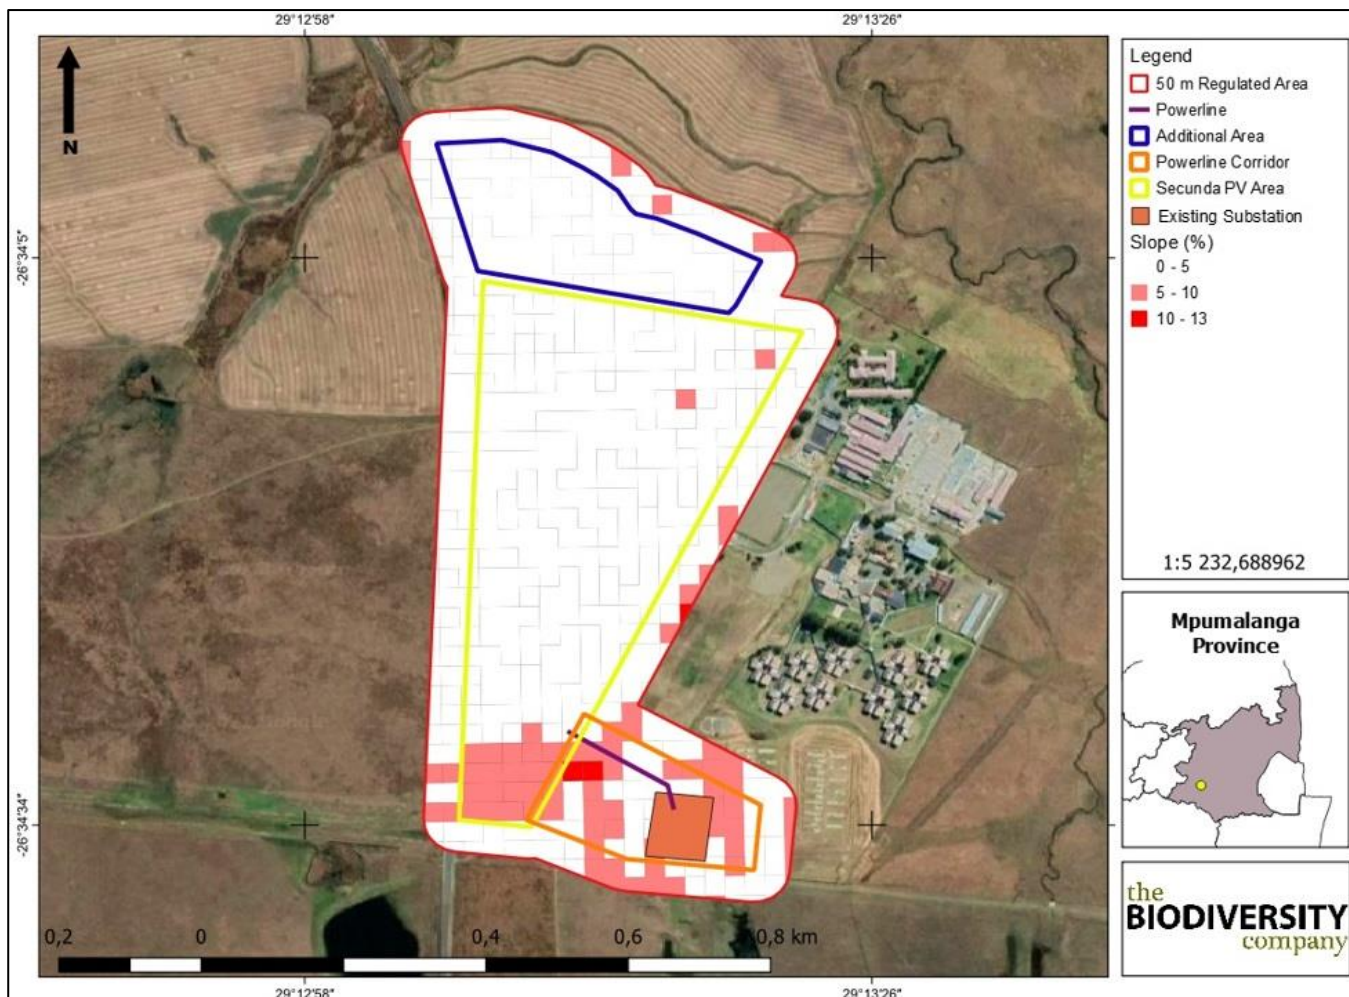 29°12'58"
29°13'26"
N
-26°34'5"
-26°34'34"
0,2
0
0,4
0,6
0,8 km
29°12'58"
29°13'26"
Legend
50 m Regulated Area
Powerline
Additional Area
Powerline Corridor
Secunda PV Area
Existing Substation
Slope (%)
0 - 5
5 - 10
10 - 13
1:5 232,688962
Mpumalanga
Province
the
BIODIVERSITY
company